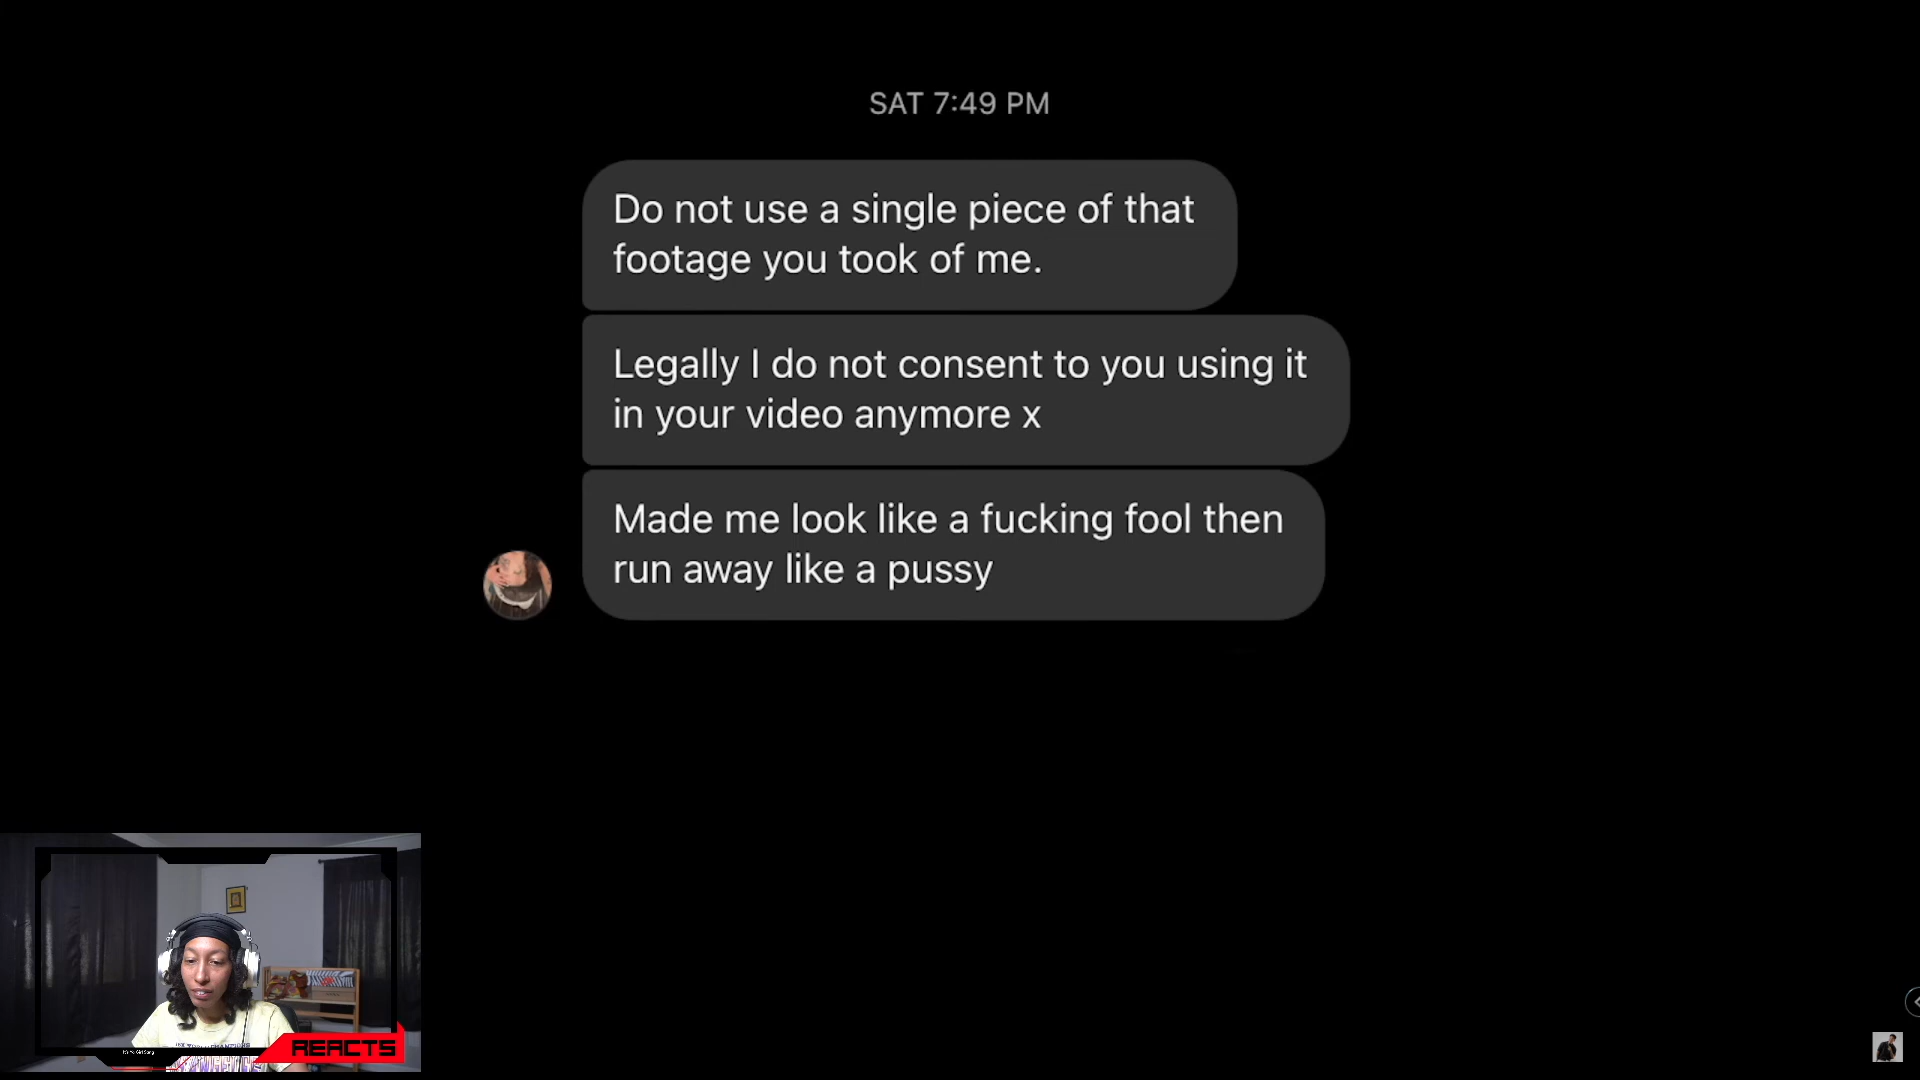 SAT 7:49 PM
Do not use a single piece of that
footage you took of me.
Legally I do not consent to you using it
in your video anymore x
Made me look like a fucking fool then
run away like a pussy
REACTS